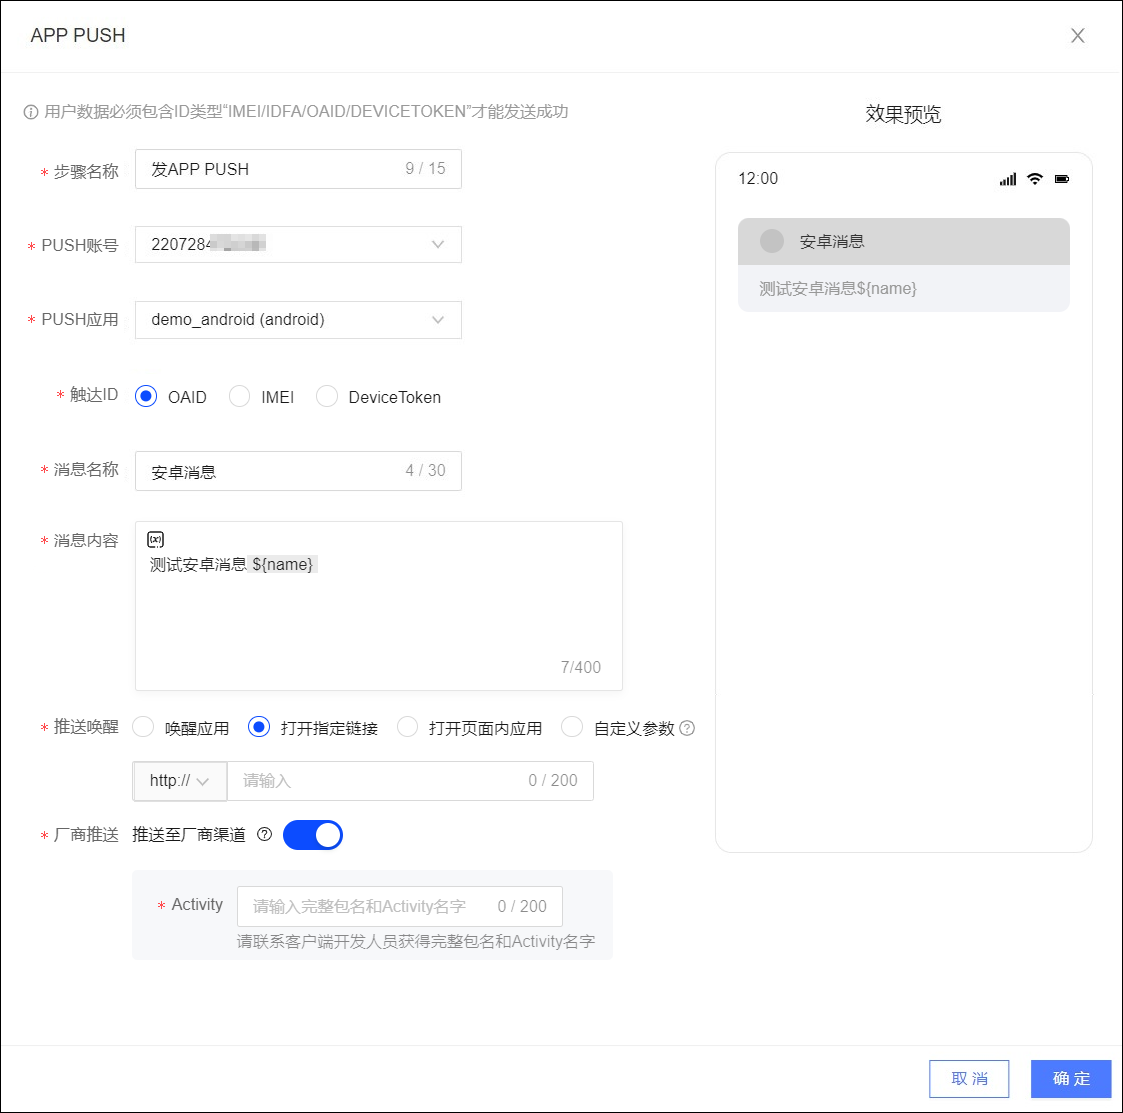 APP PUSH
用户数据必须包含ID类型“IMEI/IDFA/OAID/DEVICETOKEN”才能发送成功
* 步骤名称 发APP PUSH 9 / 15
* PUSH账号 220728
* PUSH应用 demo_android (android)
* 触达ID OAID IMEI DeviceToken
* 消息名称 安卓消息 4 / 30
* 消息内容 (x)
测试安卓消息 ${name}
7/400
* 推送唤醒 唤醒应用 打开指定链接 打开页面内应用 自定义参数 ?
http:// 请输入 0 / 200
* 厂商推送 推送至厂商渠道 ?
* Activity 请输入完整包名和Activity名字 0 / 200
请联系客户端开发人员获得完整包名和Activity名字
效果预览
12:00
安卓消息
测试安卓消息${name}
取 消 确 定